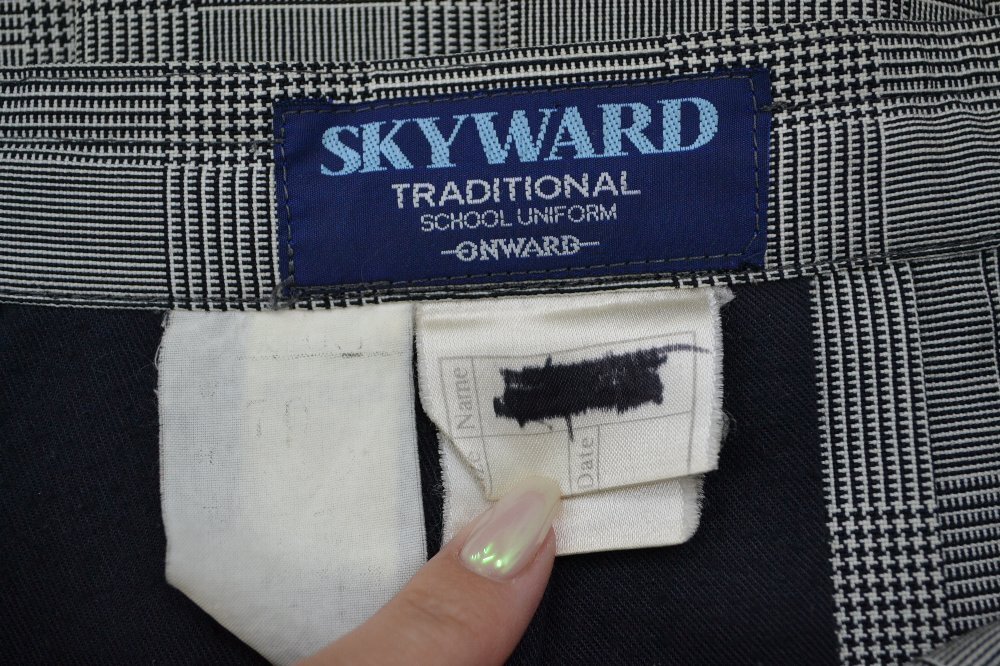 SKYWARD
TRADITIONAL
SCHOOL UNIFORM
ONWARD
Name
Date